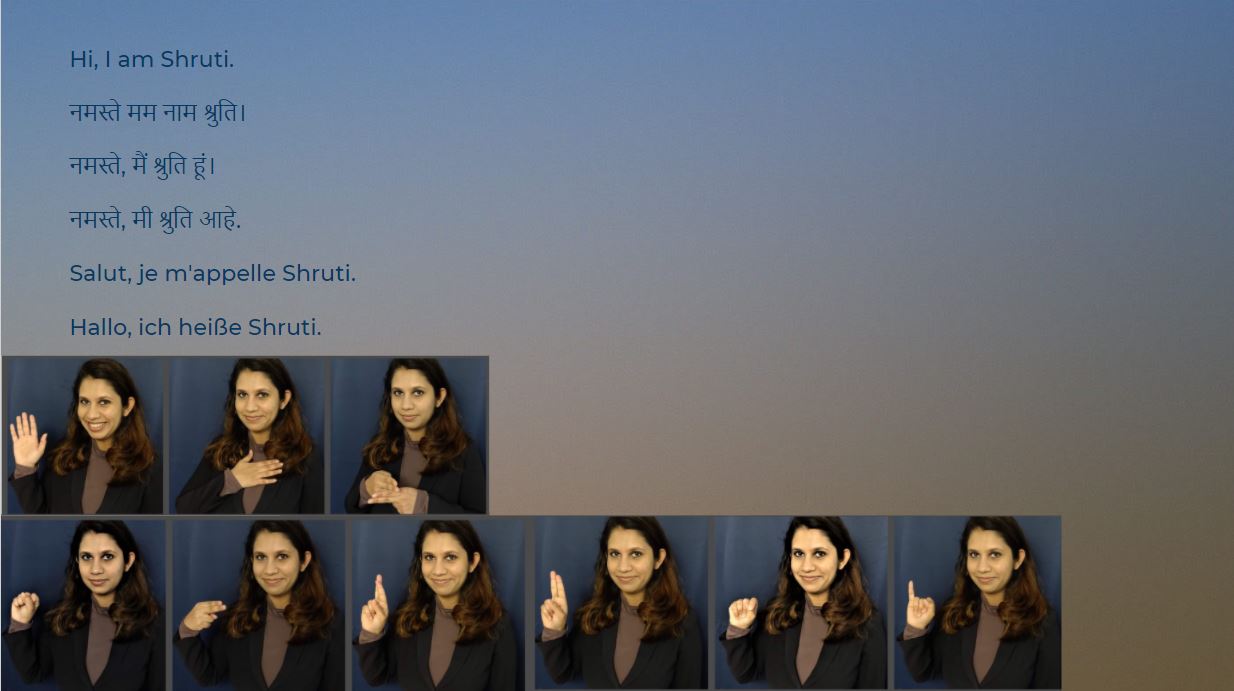 Hi, I am Shruti.
नमस्ते मम नाम श्रुति।
नमस्ते, मैं श्रुति हूं।
नमस्ते, मी श्रुति आहे.
Salut, je m'appelle Shruti.
Hallo, ich heiße Shruti.